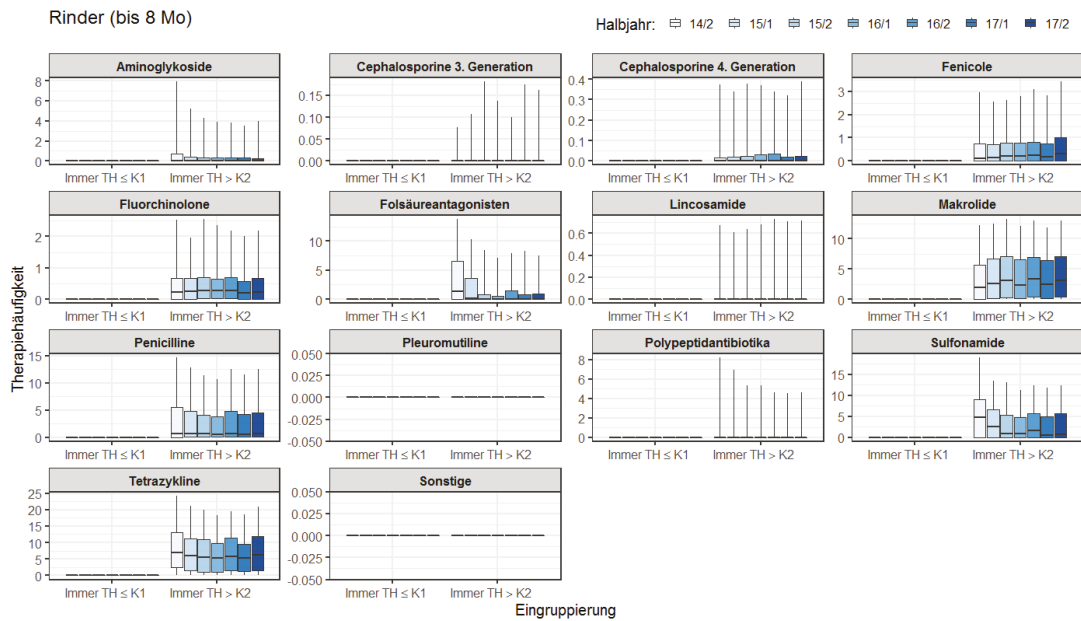 Rinder (bis 8 Mo)
Halbjahr: 14/2 15/1 15/2 16/1 16/2 17/1 17/2
Therapiehäufigkeit
Aminoglykoside
8
6
4
2
0
Immer TH ≤ K1 Immer TH > K2
Cephalosporine 3. Generation
0.15
0.10
0.05
0.00
Immer TH ≤ K1 Immer TH > K2
Cephalosporine 4. Generation
0.4
0.3
0.2
0.1
0.0
Immer TH ≤ K1 Immer TH > K2
Fenicole
3
2
1
0
Immer TH ≤ K1 Immer TH > K2
Fluorchinolone
2
1
0
Immer TH ≤ K1 Immer TH > K2
Folsäureantagonisten
10
5
0
Immer TH ≤ K1 Immer TH > K2
Lincosamide
0.6
0.4
0.2
0.0
Immer TH ≤ K1 Immer TH > K2
Makrolide
10
5
0
Immer TH ≤ K1 Immer TH > K2
Penicilline
15
10
5
0
Immer TH ≤ K1 Immer TH > K2
Pleuromutiline
0.050
0.025
0.000
-0.025
-0.050
Immer TH ≤ K1 Immer TH > K2
Polypeptidantibiotika
8
6
4
2
0
Immer TH ≤ K1 Immer TH > K2
Sulfonamide
15
10
5
0
Immer TH ≤ K1 Immer TH > K2
Tetrazykline
25
20
15
10
5
0
Immer TH ≤ K1 Immer TH > K2
Sonstige
0.050
0.025
0.000
-0.025
-0.050
Immer TH ≤ K1 Immer TH > K2
Eingruppierung